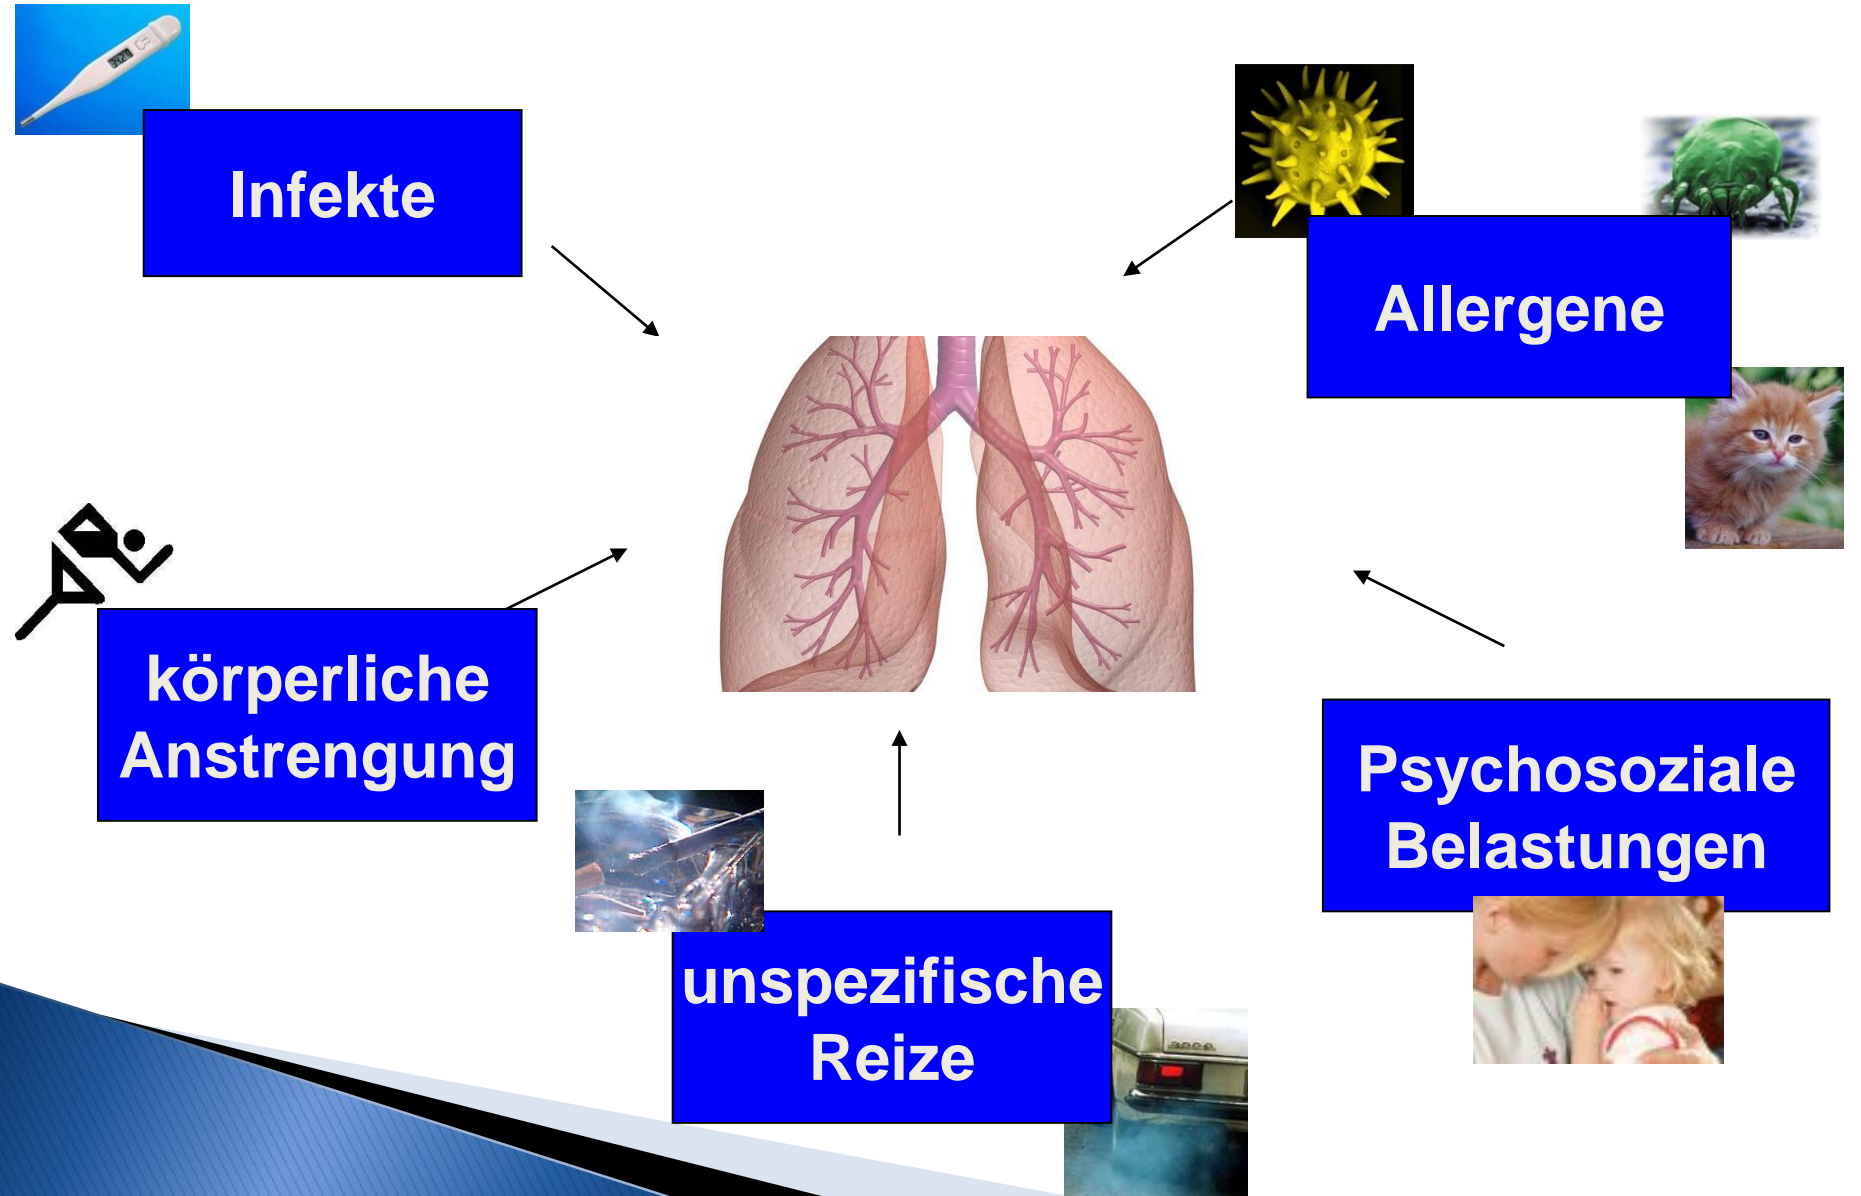 Infekte
Allergene
körperliche
Anstrengung
Psychosoziale
Belastungen
unspezifische
Reize